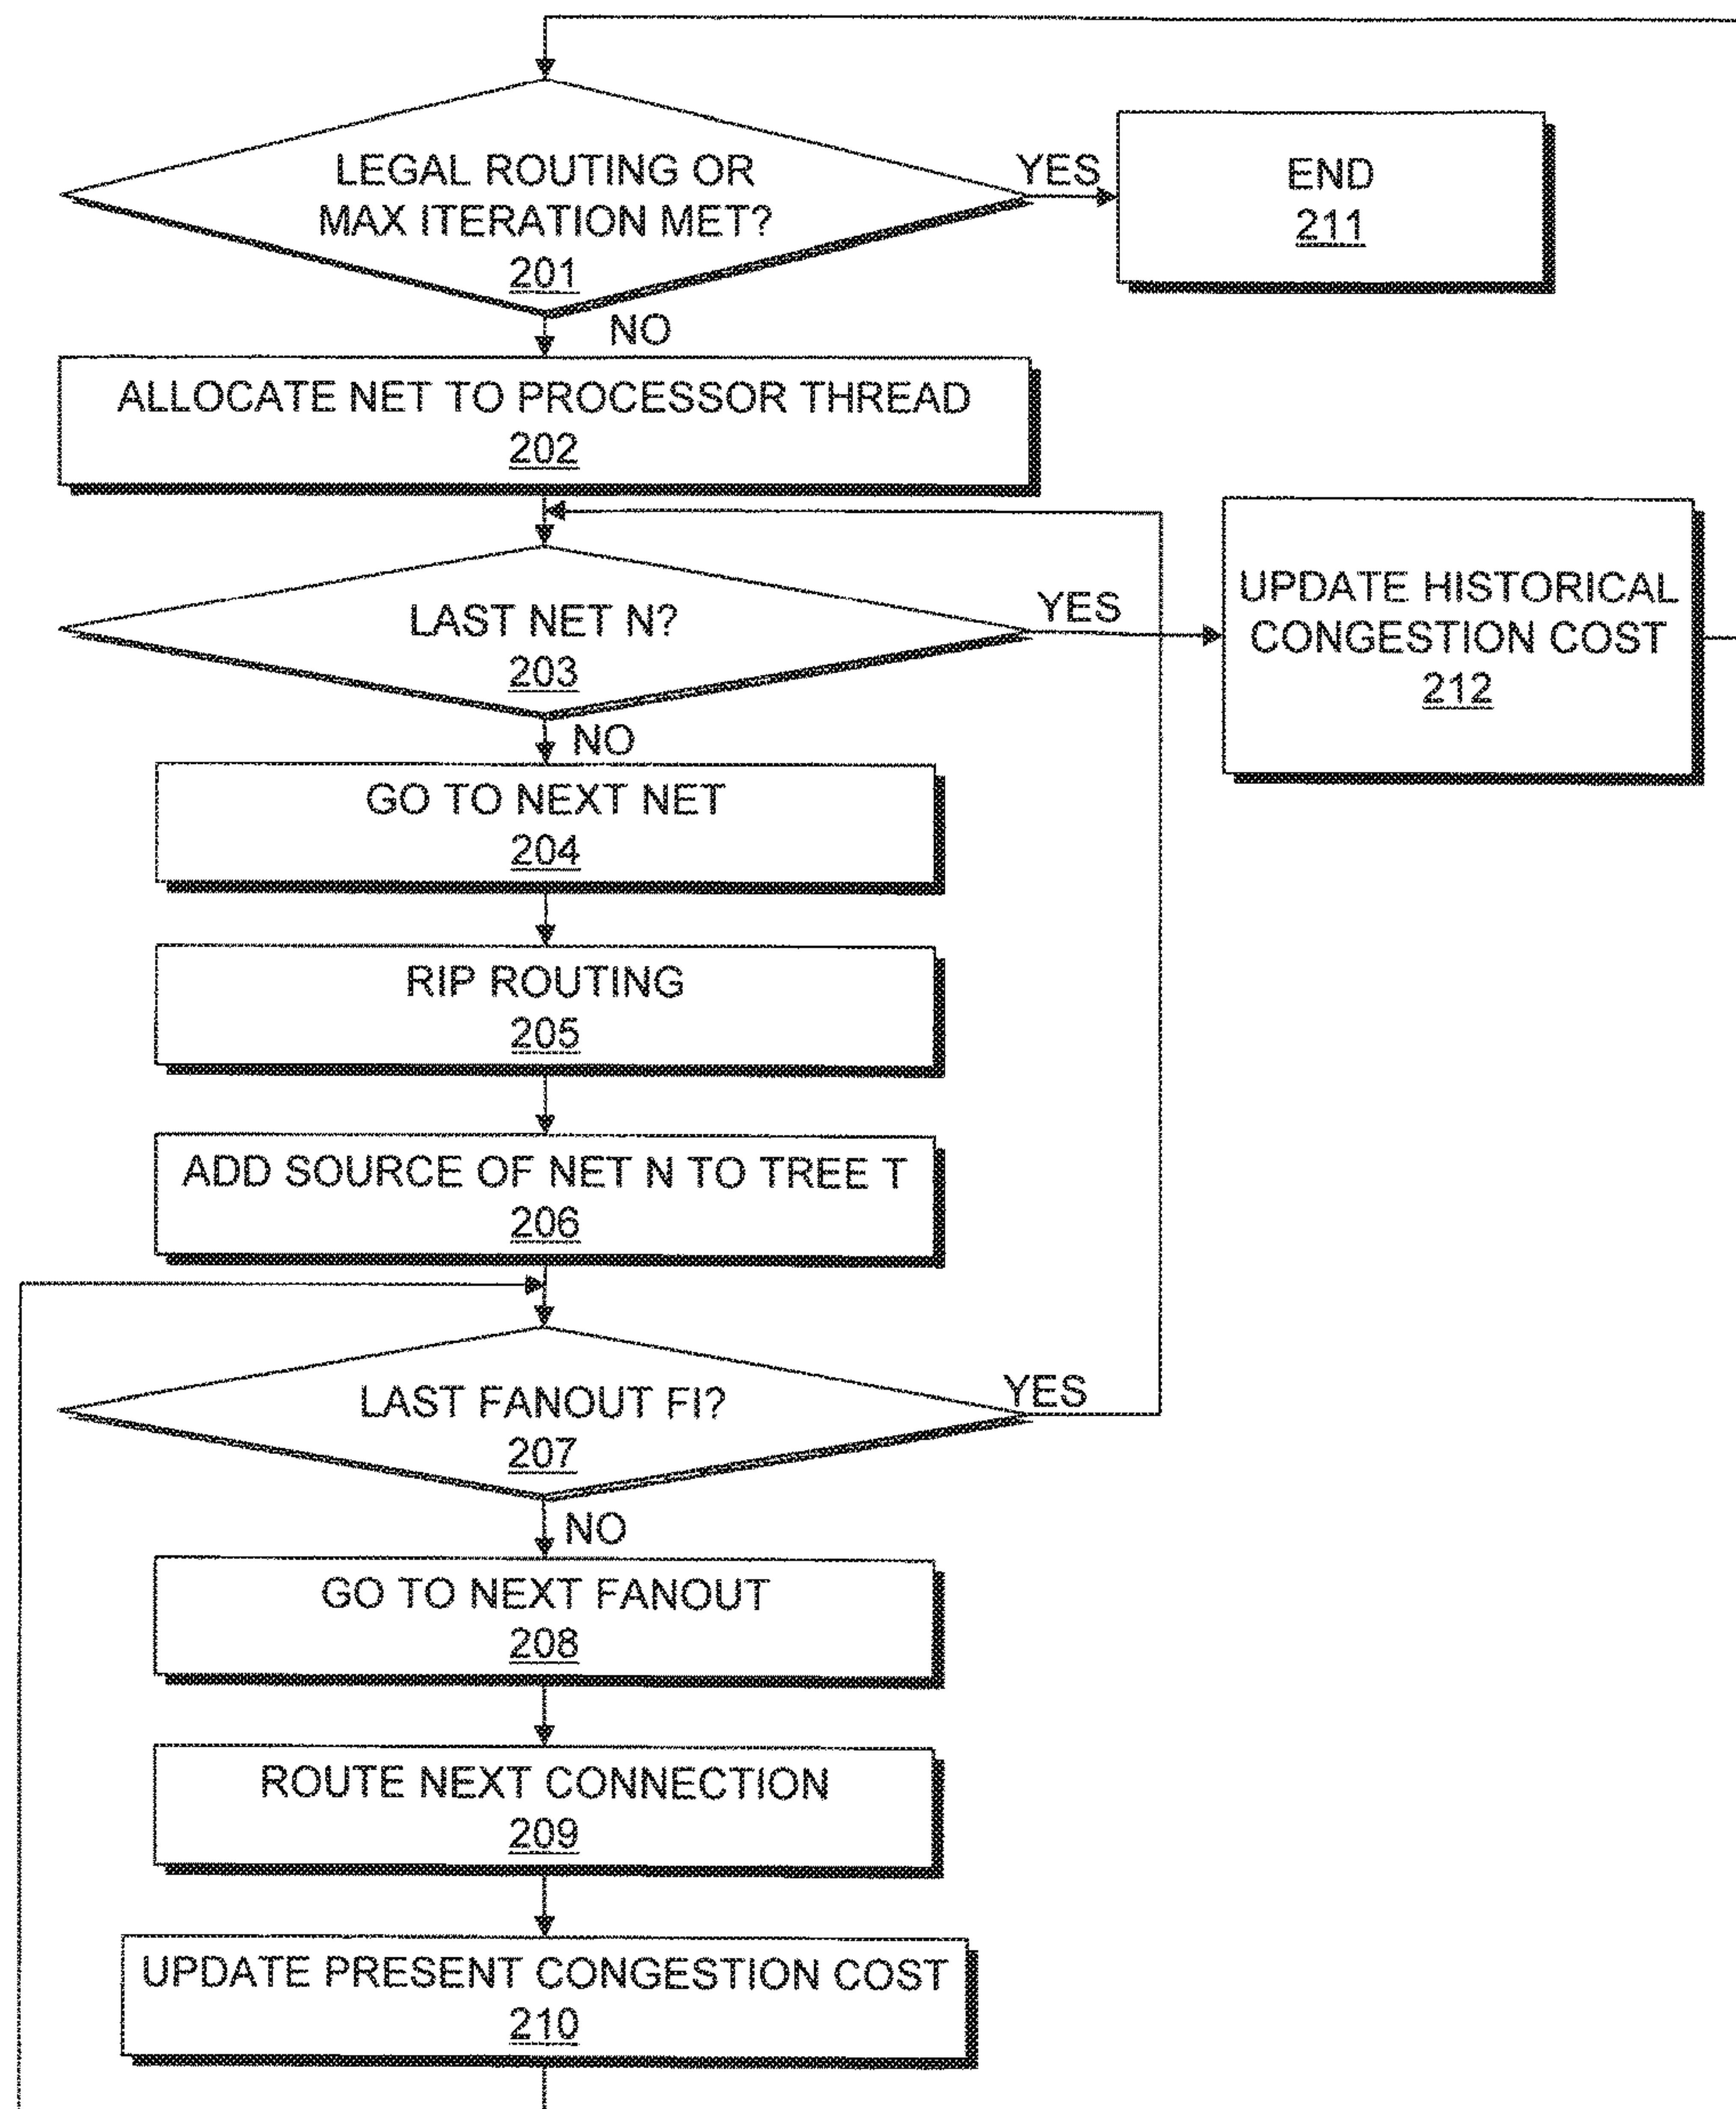 LEGAL ROUTING OR
MAX ITERATION MET?
201
YES
END
211
NO
ALLOCATE NET TO PROCESSOR THREAD
202
LAST NET N?
203
YES
UPDATE HISTORICAL
CONGESTION COST
212
NO
GO TO NEXT NET
204
RIP ROUTING
205
ADD SOURCE OF NET N TO TREE T
206
LAST FANOUT FI?
207
YES
NO
GO TO NEXT FANOUT
208
ROUTE NEXT CONNECTION
209
UPDATE PRESENT CONGESTION COST
210